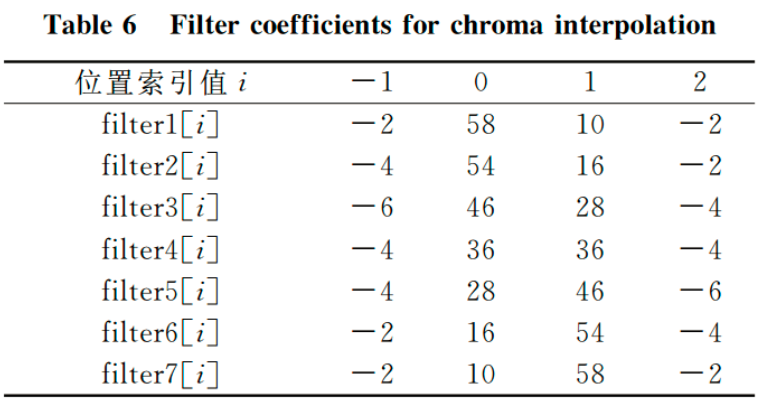 Table 6 Filter coefficients for chroma interpolation
位置索引值 i －1 0 1 2
filter1[i] －2 58 10 －2
filter2[i] －4 54 16 －2
filter3[i] －6 46 28 －4
filter4[i] －4 36 36 －4
filter5[i] －4 28 46 －6
filter6[i] －2 16 54 －4
filter7[i] －2 10 58 －2